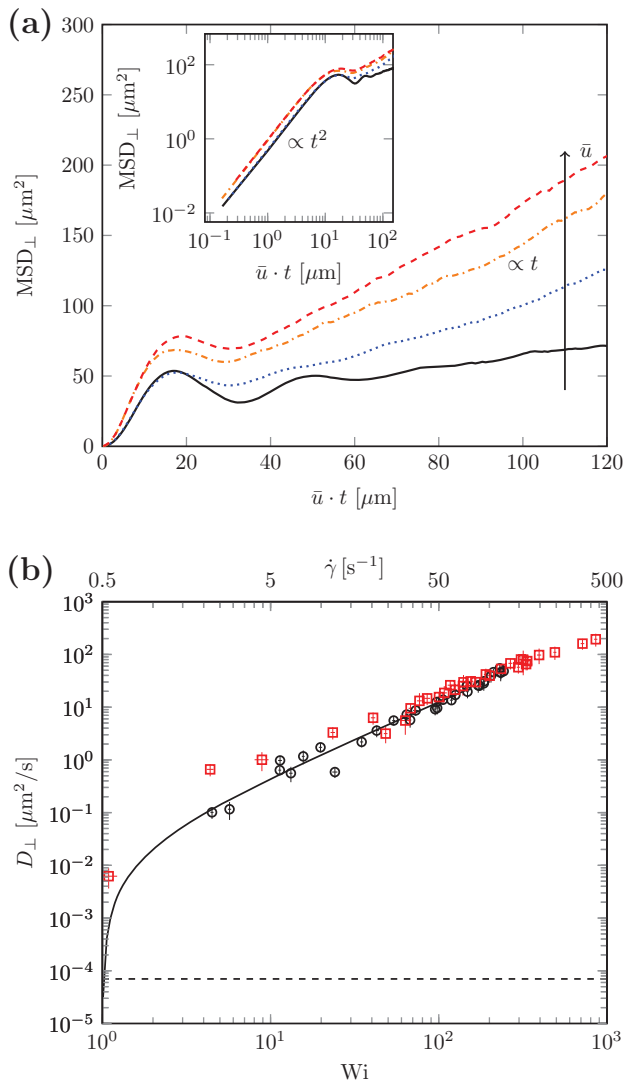 (a)
300
250
200
150
100
50
0
MSD⊥ [μm²]
10²
10⁰
10⁻²
MSD⊥ [μm²]
∝ t²
10⁻¹ 10⁰ 10¹ 10²
ū · t [μm]
ū
∝ t
0 20 40 60 80 100 120
ū · t [μm]
(b)
γ̇ [s⁻¹]
0.5 5 50 500
10³
10²
10¹
10⁰
10⁻¹
10⁻²
10⁻³
10⁻⁴
10⁻⁵
D⊥ [μm²/s]
10⁰ 10¹ 10² 10³
Wi